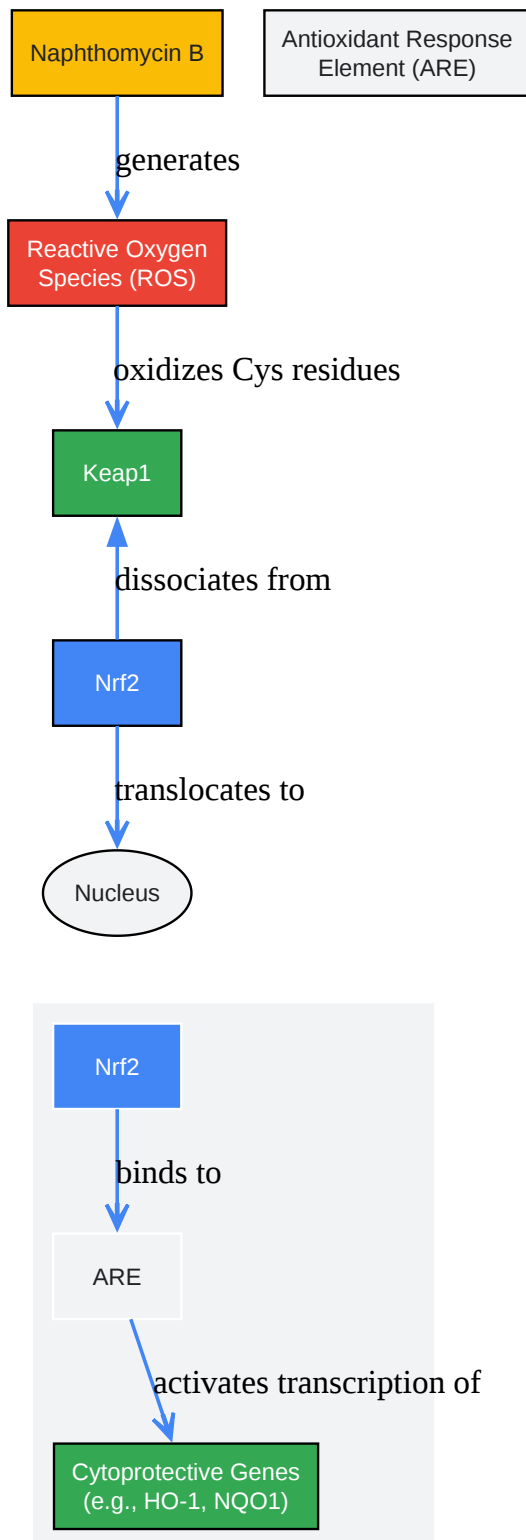 Naphthomycin B
Antioxidant Response
Element (ARE)
generates
Reactive Oxygen
Species (ROS)
oxidizes Cys residues
Keap1
dissociates from
Nrf2
translocates to
Nucleus
Nrf2
binds to
ARE
activates transcription of
Cytoprotective Genes
(e.g., HO-1, NQO1)